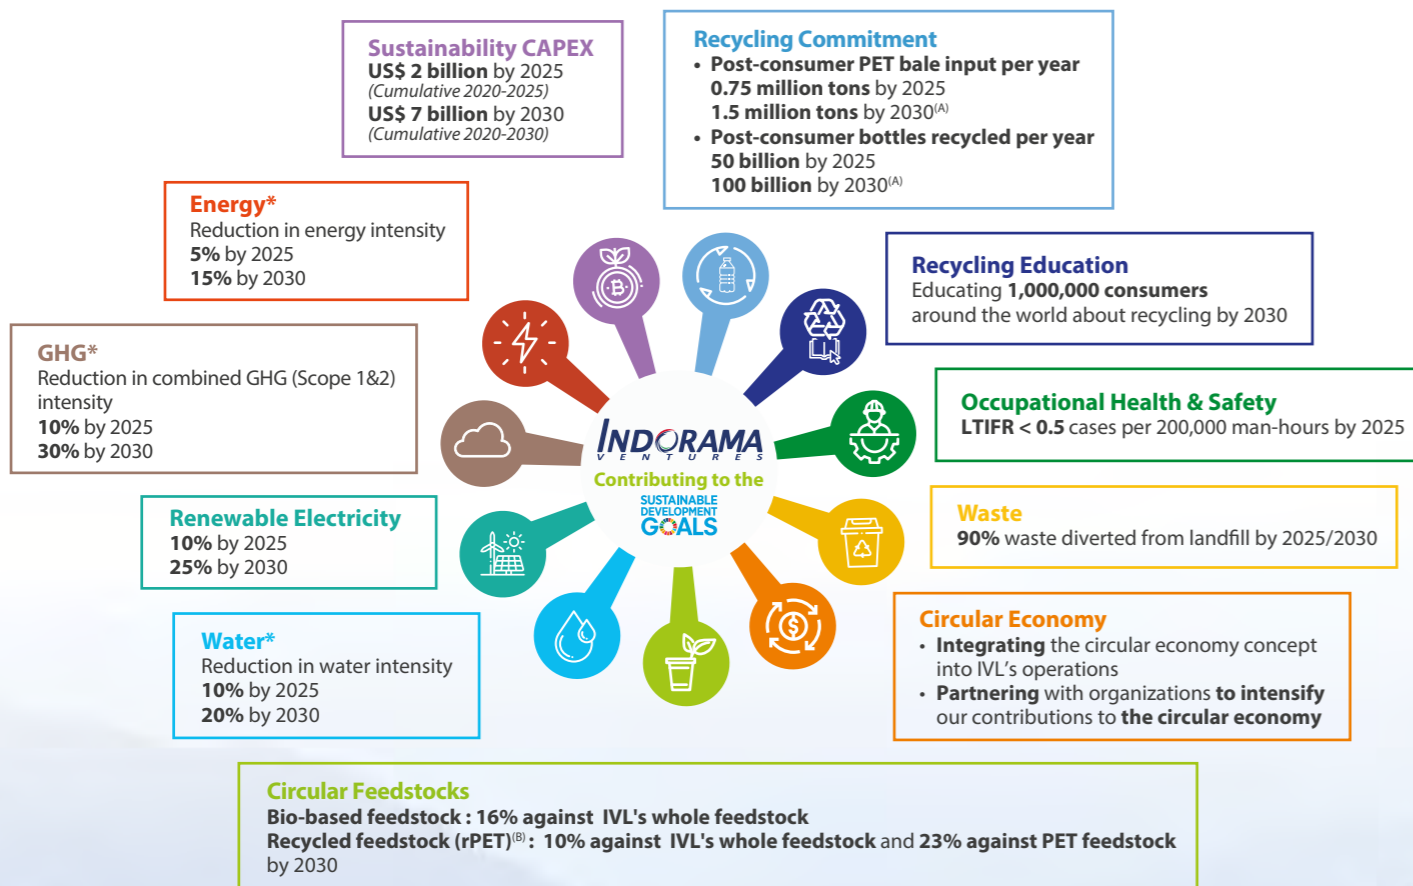 Sustainability CAPEX
US$ 2 billion by 2025
(Cumulative 2020-2025)
US$ 7 billion by 2030
(Cumulative 2020-2030)
Recycling Commitment
• Post-consumer PET bale input per year
0.75 million tons by 2025
1.5 million tons by 2030(A)
• Post-consumer bottles recycled per year
50 billion by 2025
100 billion by 2030(A)
Energy*
Reduction in energy intensity
5% by 2025
15% by 2030
Recycling Education
Educating 1,000,000 consumers
around the world about recycling by 2030
GHG*
Reduction in combined GHG (Scope 1&2)
intensity
10% by 2025
30% by 2030
Occupational Health & Safety
LTIFR < 0.5 cases per 200,000 man-hours by 2025
INDORAMA
VENTURES
Contributing to the
SUSTAINABLE
DEVELOPMENT
GOALS
Renewable Electricity
10% by 2025
25% by 2030
Waste
90% waste diverted from landfill by 2025/2030
Water*
Reduction in water intensity
10% by 2025
20% by 2030
Circular Economy
• Integrating the circular economy concept
into IVL's operations
• Partnering with organizations to intensify
our contributions to the circular economy
Circular Feedstocks
Bio-based feedstock : 16% against IVL's whole feedstock
Recycled feedstock (rPET)(B) : 10% against IVL's whole feedstock and 23% against PET feedstock
by 2030